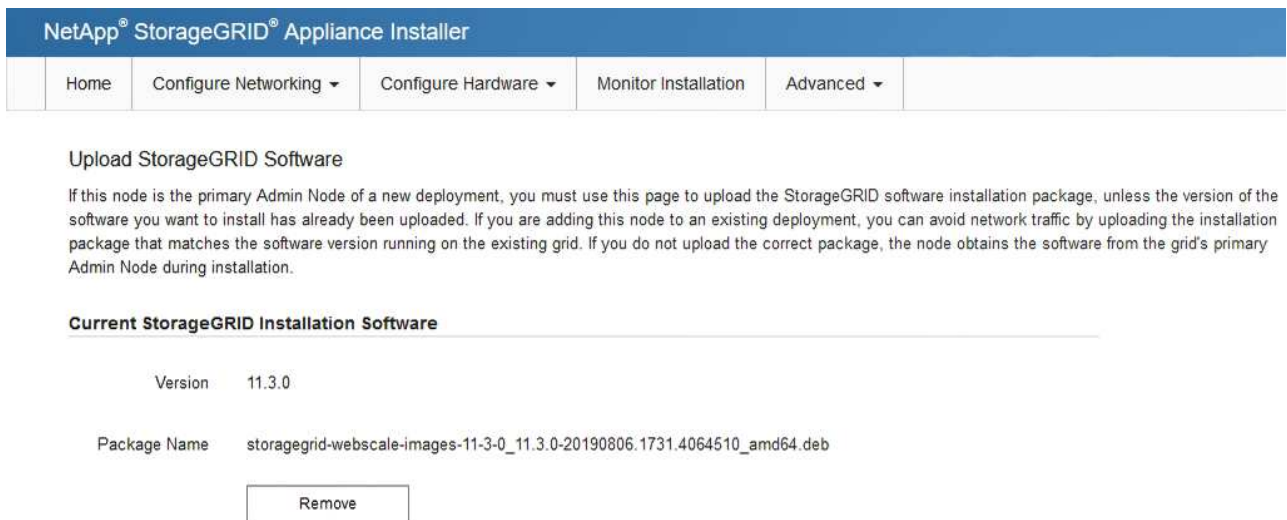 NetApp® StorageGRID® Appliance Installer
Home Configure Networking Configure Hardware Monitor Installation Advanced
Upload StorageGRID Software
If this node is the primary Admin Node of a new deployment, you must use this page to upload the StorageGRID software installation package, unless the version of the
software you want to install has already been uploaded. If you are adding this node to an existing deployment, you can avoid network traffic by uploading the installation
package that matches the software version running on the existing grid. If you do not upload the correct package, the node obtains the software from the grid's primary
Admin Node during installation.
Current StorageGRID Installation Software
Version 11.3.0
Package Name storagegrid-webscale-images-11-3-0_11.3.0-20190806.1731.4064510_amd64.deb
Remove